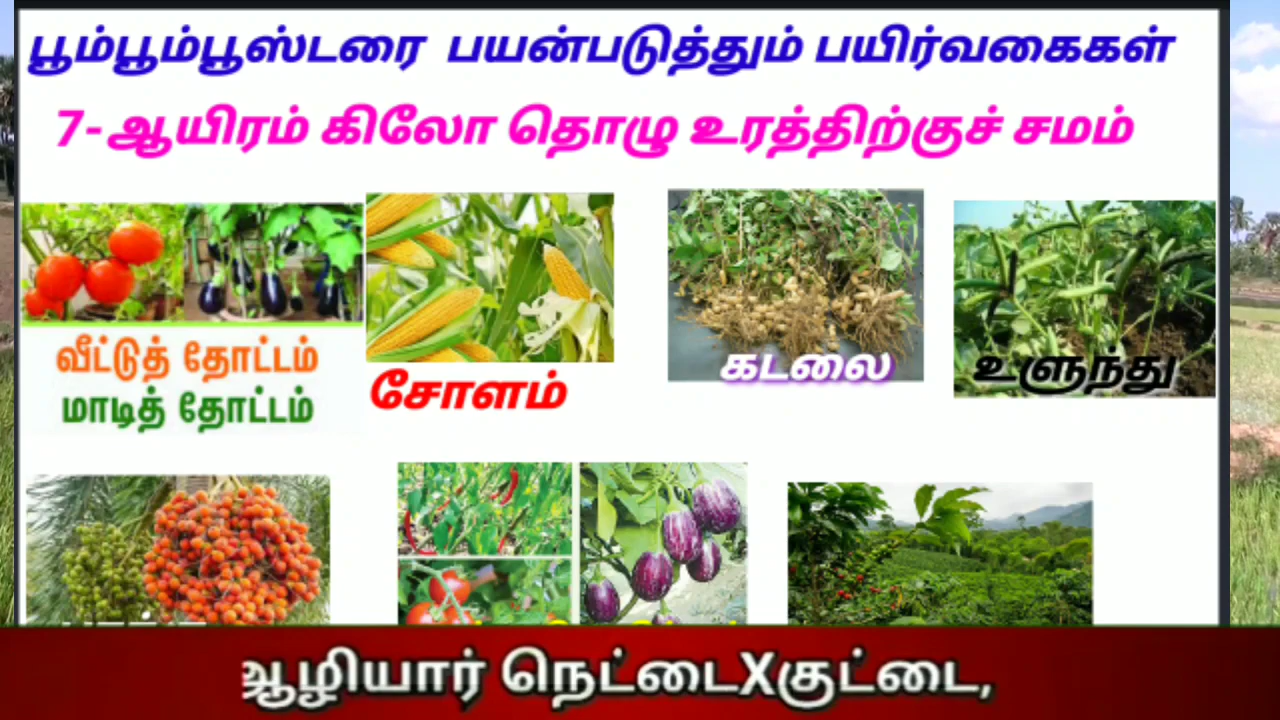 பூம்பூம்பூஸ்டரை பயன்படுத்தும் பயிர்வகைகள்
7-ஆயிரம் கிலோ தொழு உரத்திற்குச் சமம்
வீட்டுத் தோட்டம்
மாடித் தோட்டம்
சோளம்
கடலை
உளுந்து
ஆழியார் நெட்டைXகுட்டை,